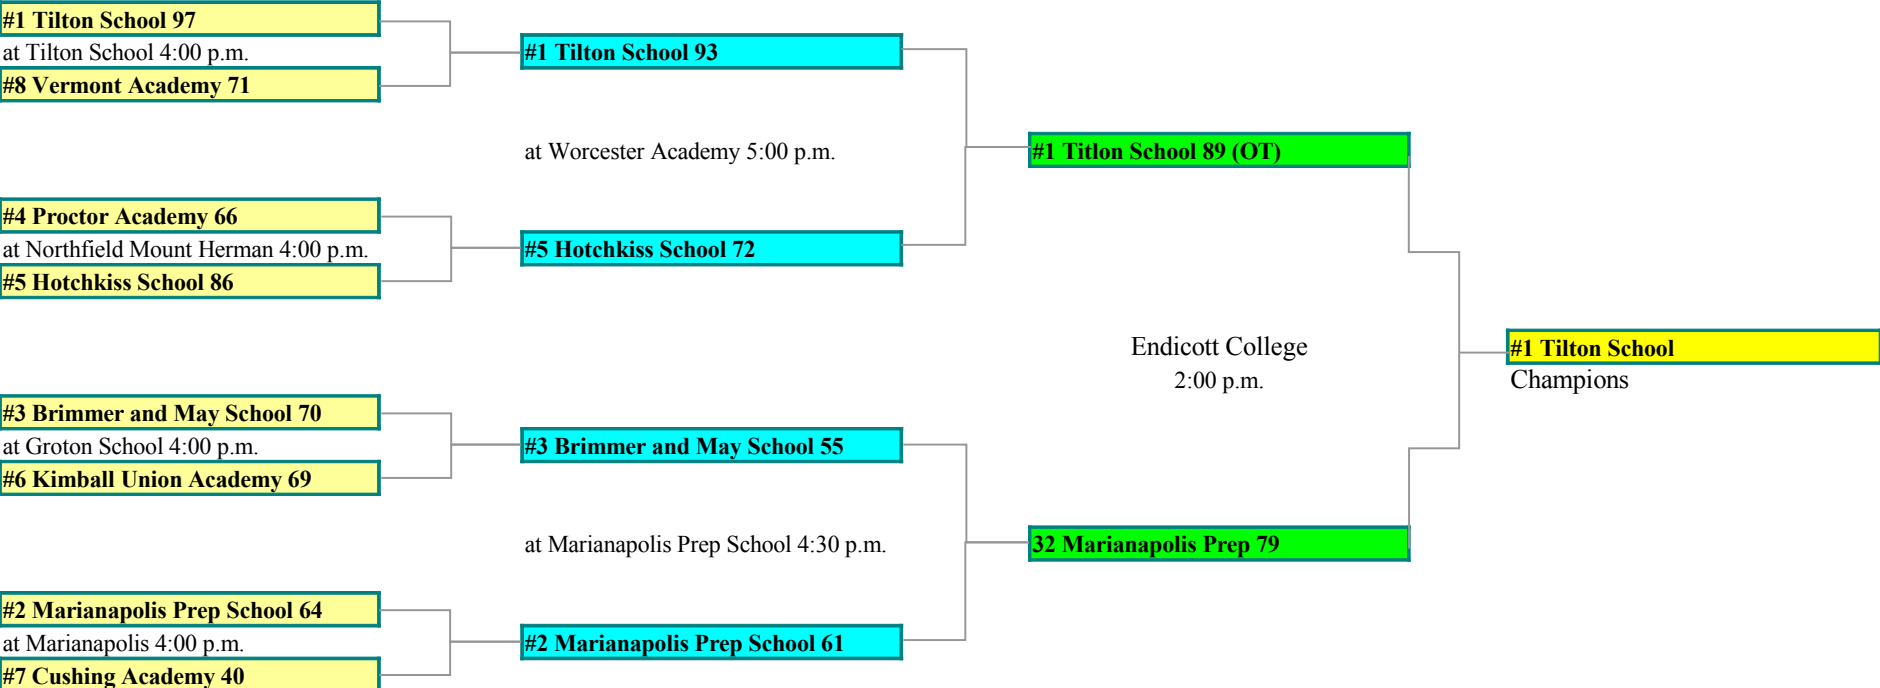 #1 Tilton School 97
at Tilton School 4:00 p.m.
#8 Vermont Academy 71
#1 Tilton School 93
at Worcester Academy 5:00 p.m.
#1 Titlon School 89 (OT)
#4 Proctor Academy 66
at Northfield Mount Herman 4:00 p.m.
#5 Hotchkiss School 86
#5 Hotchkiss School 72
Endicott College
2:00 p.m.
#1 Tilton School
Champions
#3 Brimmer and May School 70
at Groton School 4:00 p.m.
#6 Kimball Union Academy 69
#3 Brimmer and May School 55
at Marianapolis Prep School 4:30 p.m.
32 Marianapolis Prep 79
#2 Marianapolis Prep School 64
at Marianapolis 4:00 p.m.
#7 Cushing Academy 40
#2 Marianapolis Prep School 61